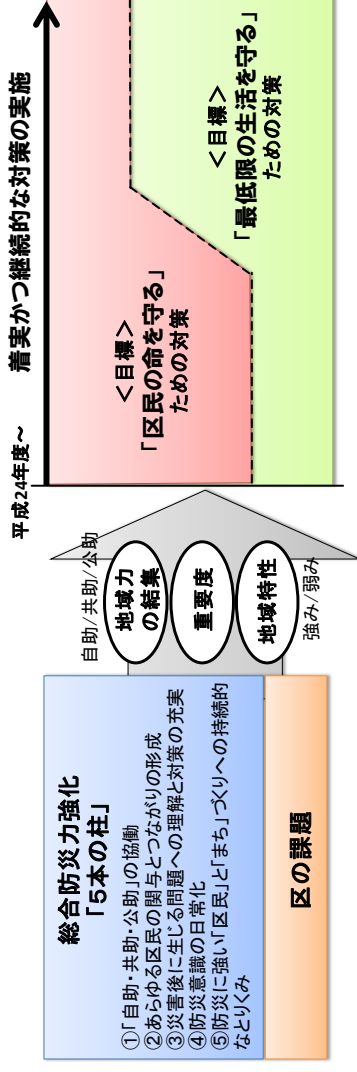 総合防災力強化
「5本の柱」
①「自助・共助・公助」の協働
②あらゆる区民の関与とつながりの形成
③災害後に生じる問題への理解と対策の充実
④防災意識の日常化
⑤防災に強い「区民」と「まち」づくりへの持続的
なとりくみ
区の課題
自助/共助/公助
地域力
の結集
重要度
地域特性
強み/弱み
平成24年度～
着実かつ継続的な対策の実施
＜目標＞
「区民の命を守る」
ための対策
＜目標＞
「最低限の生活を守る」
ための対策